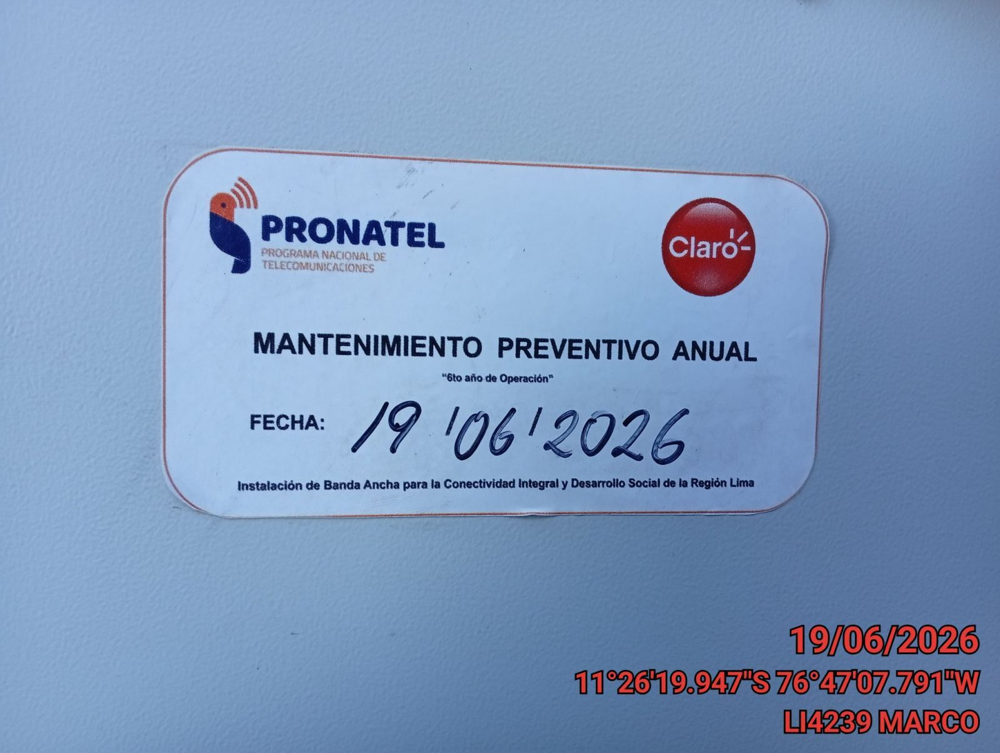 PRONATEL
PROGRAMA NACIONAL DE
TELECOMUNICACIONES
Claro
MANTENIMIENTO PREVENTIVO ANUAL
"6to año de Operación"
FECHA: 19/06/2026
Instalación de Banda Ancha para la Conectividad Integral y Desarrollo Social de la Región Lima
19/06/2026
11°26'19.947"S 76°47'07.791"W
LI4239 MARCO